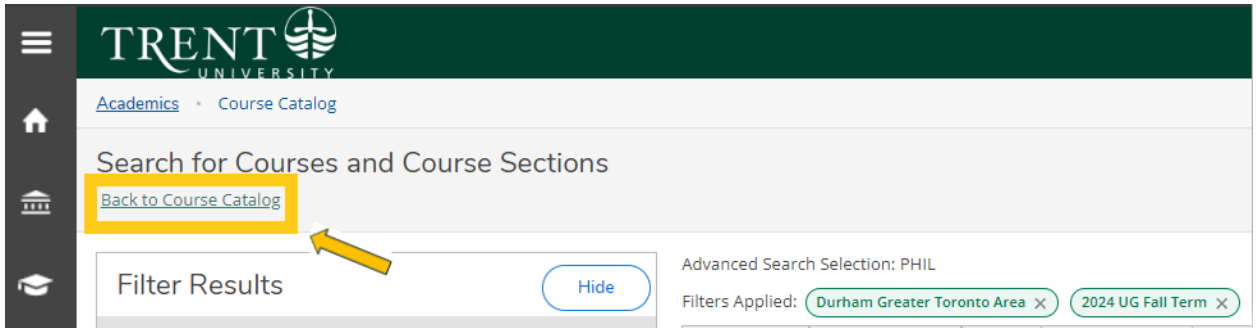 TRENT
UNIVERSITY
Academics • Course Catalog
Search for Courses and Course Sections
Back to Course Catalog
Filter Results
Hide
Advanced Search Selection: PHIL
Filters Applied: Durham Greater Toronto Area × 2024 UG Fall Term ×